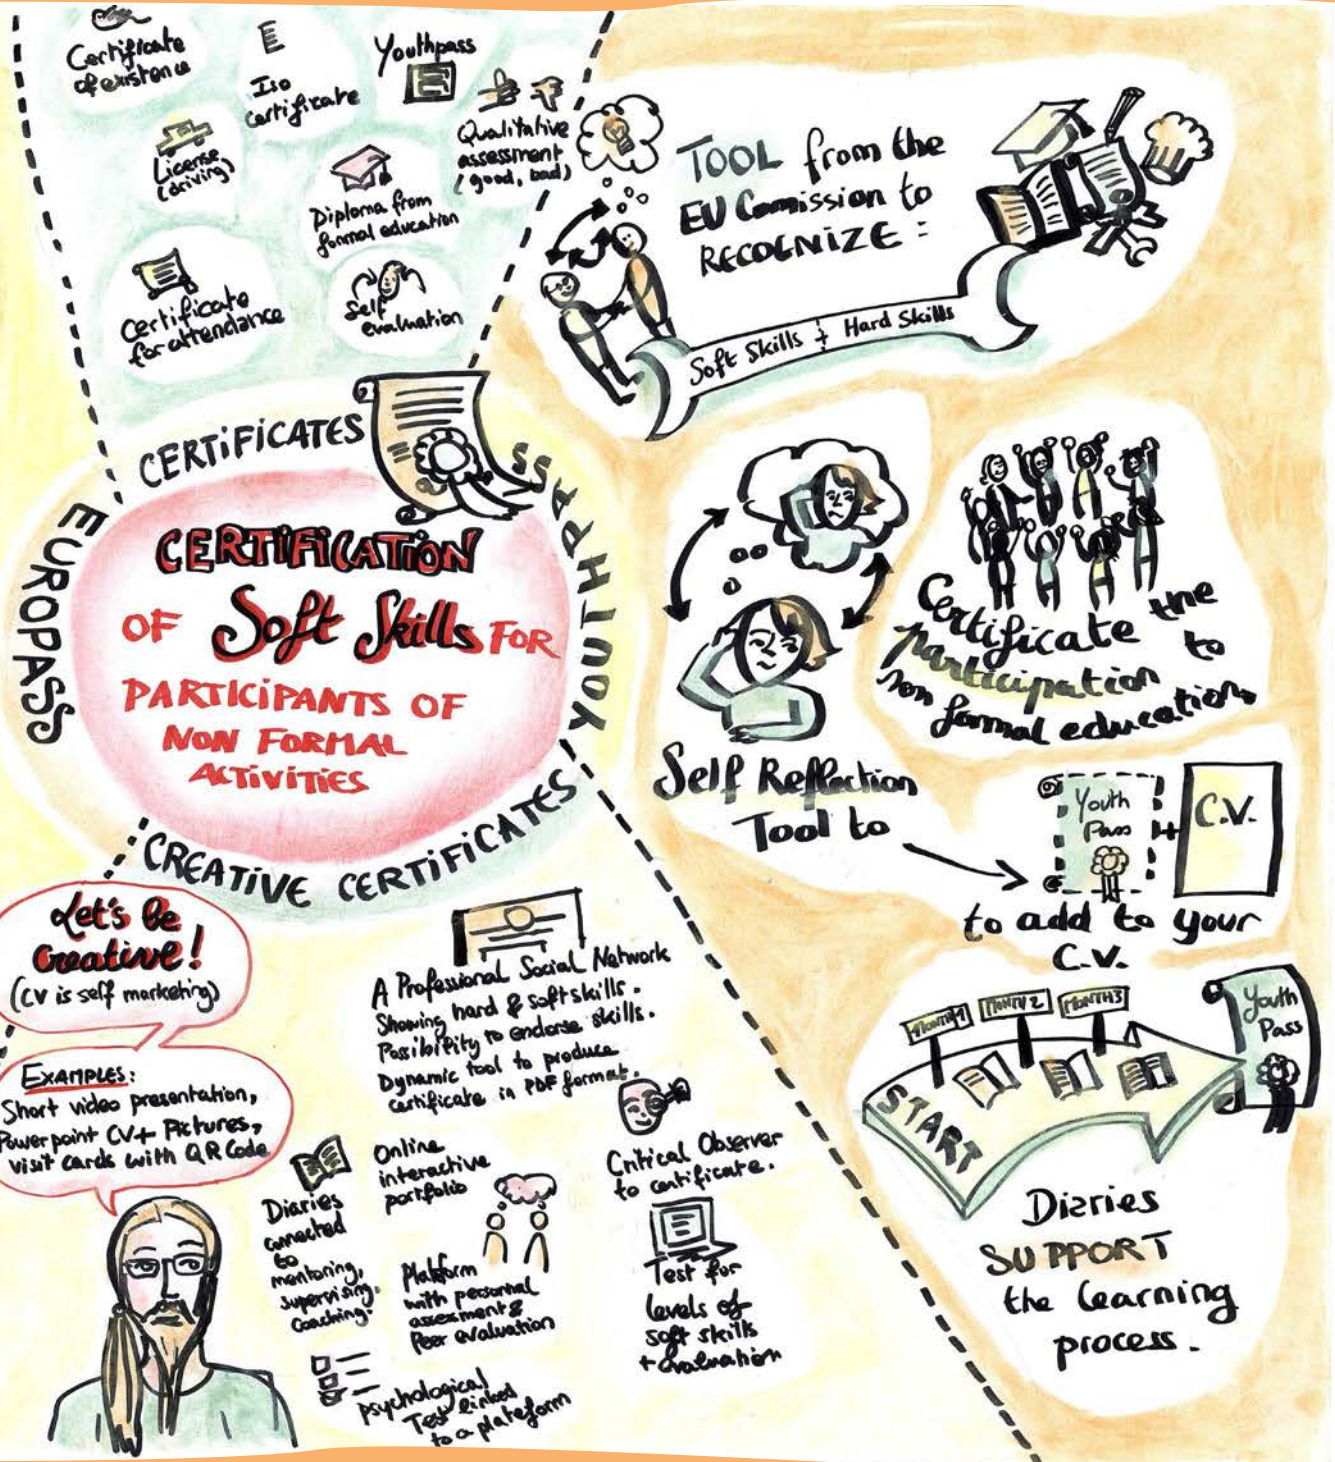 Certificate
of existence
Iso
certificate
Youthpass
License
(driving)
Qualitative
assessment
(good, bad)
Diploma from
formal education
Certificate
for attendance
Self
evaluation
CERTIFICATES
EUROPASS
YOUTHPASS
CREATIVE CERTIFICATES
CERTIFICATION
OF Soft Skills FOR
PARTICIPANTS OF
NON FORMAL
ACTIVITIES
TOOL from the
EU Comission to
RECOGNIZE:
Soft Skills + Hard Skills
Certificate the
participation to
non formal education
Self Reflection
Tool to
Youth
Pass
+
C.V.
to add to your
C.V.
MONTH 1
MONTH 2
MONTH 3
START
Youth
Pass
Diaries
SUPPORT
the learning
process.
Let's be
creative!
(CV is self marketing)
EXAMPLES:
Short video presentation,
Powerpoint CV + Pictures,
visit cards with QR Code
A Professional Social Network
Showing hard & soft skills.
Possibitity to endorse skills.
Dynamic tool to produce
certificate in PDF format.
Online
interactive
portfolio
Diaries
connected
to
mentoring,
supervising,
coaching.
Platform
with personal
assessment &
Peer evaluation
Critical Observer
to certificate.
Test for
levels of
soft skills
+ evaluation
Psychological
Test linked
to a plateform